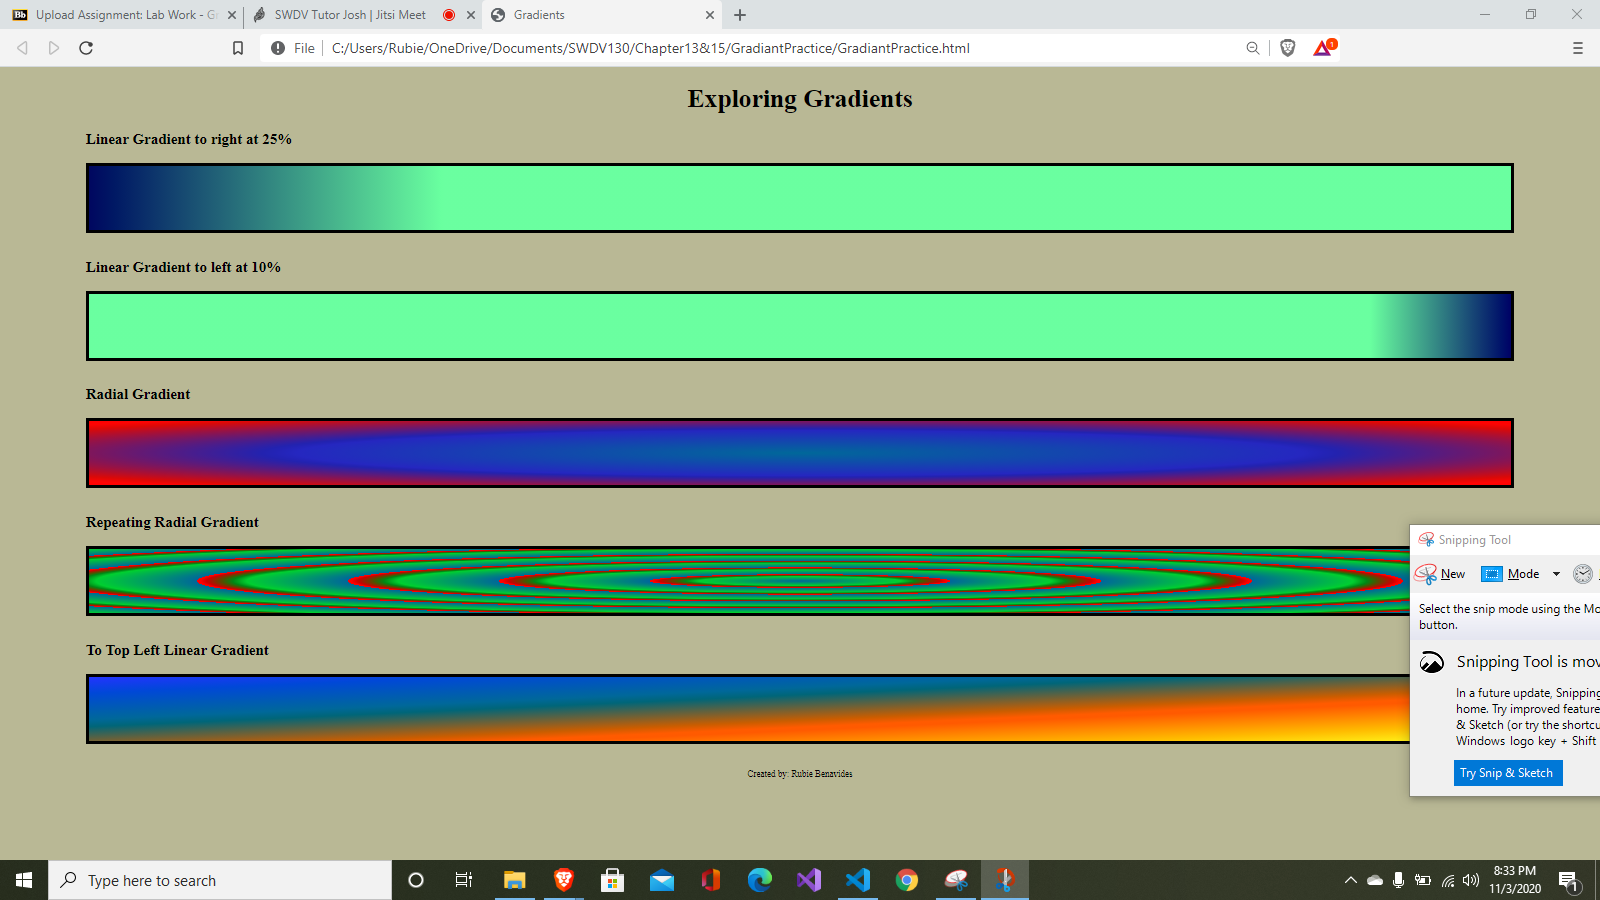 Bb Upload Assignment: Lab Work - Gr
SWDV Tutor Josh | Jitsi Meet
Gradients
File C:/Users/Rubie/OneDrive/Documents/SWDV130/Chapter13&15/GradiantPractice/GradiantPractice.html
1
Exploring Gradients
Linear Gradient to right at 25%
Linear Gradient to left at 10%
Radial Gradient
Repeating Radial Gradient
To Top Left Linear Gradient
Created by: Rubie Benavides
Snipping Tool
New Mode
Select the snip mode using the Mo
button.
Snipping Tool is mov
In a future update, Snipping
home. Try improved feature
& Sketch (or try the shortcu
Windows logo key + Shift
Try Snip & Sketch
Type here to search
8:33 PM
11/3/2020
1